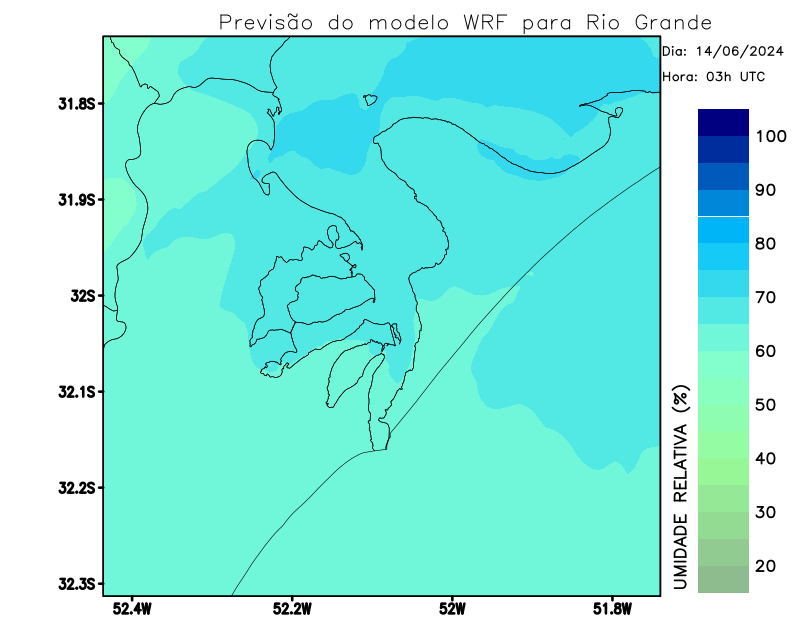 Previsão do modelo WRF para Rio Grande
Dia: 14/06/2024
Hora: 03h UTC
31.8S
31.9S
32S
32.1S
32.2S
32.3S
52.4W
52.2W
52W
51.8W
100
90
80
70
60
50
40
30
20
UMIDADE RELATIVA (%)